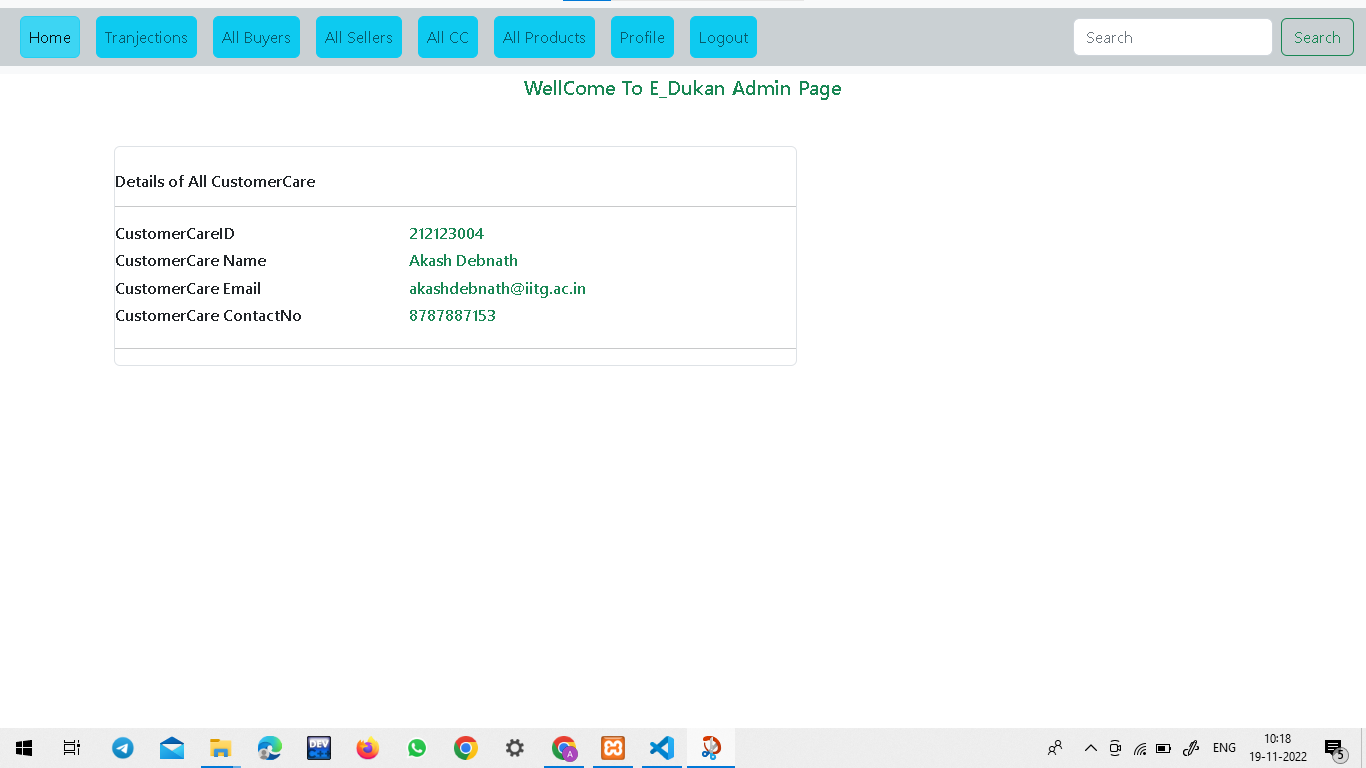 Home Tranjections All Buyers All Sellers All CC All Products Profile Logout Search Search
WellCome To E_Dukan Admin Page
Details of All CustomerCare
CustomerCareID 212123004
CustomerCare Name Akash Debnath
CustomerCare Email akashdebnath@iitg.ac.in
CustomerCare ContactNo 8787887153
DEV
A
ENG
10:18
19-11-2022
5